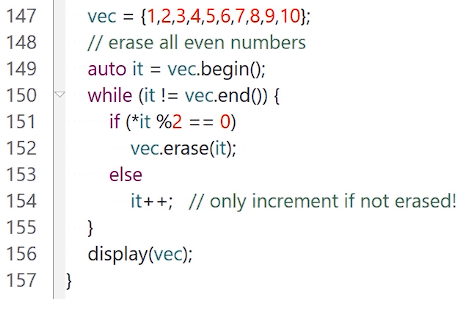 147 vec = {1,2,3,4,5,6,7,8,9,10};
148 // erase all even numbers
149 auto it = vec.begin();
150 while (it != vec.end()) {
151 if (*it %2 == 0)
152 vec.erase(it);
153 else
154 it++; // only increment if not erased!
155 }
156 display(vec);
157 }